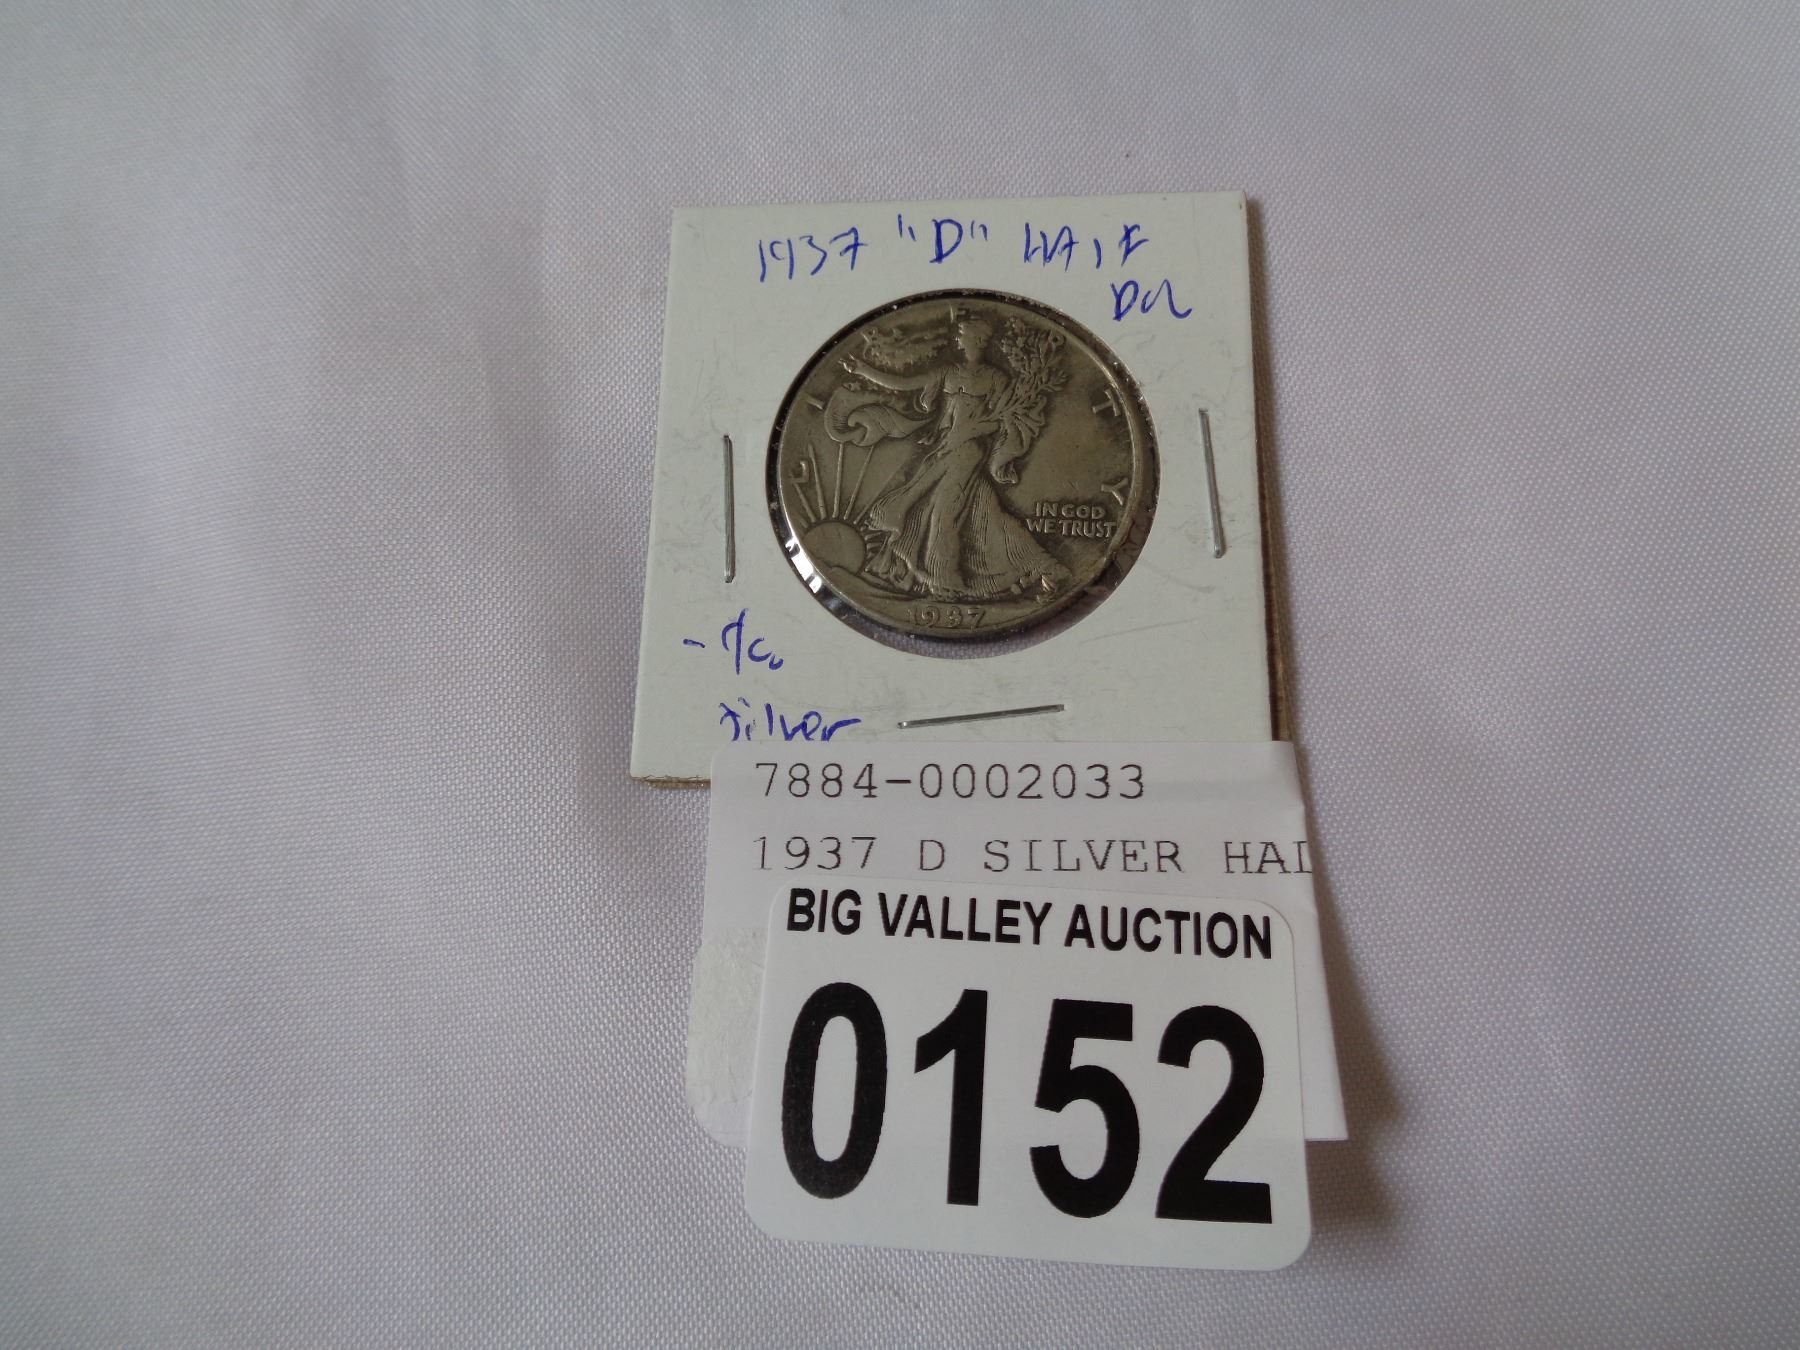 1937 "D" HAlF
Dol
LIBERTY
IN GOD
WE TRUST
1937
silver
7884-0002033
1937 D SILVER HAL
BIG VALLEY AUCTION
0152